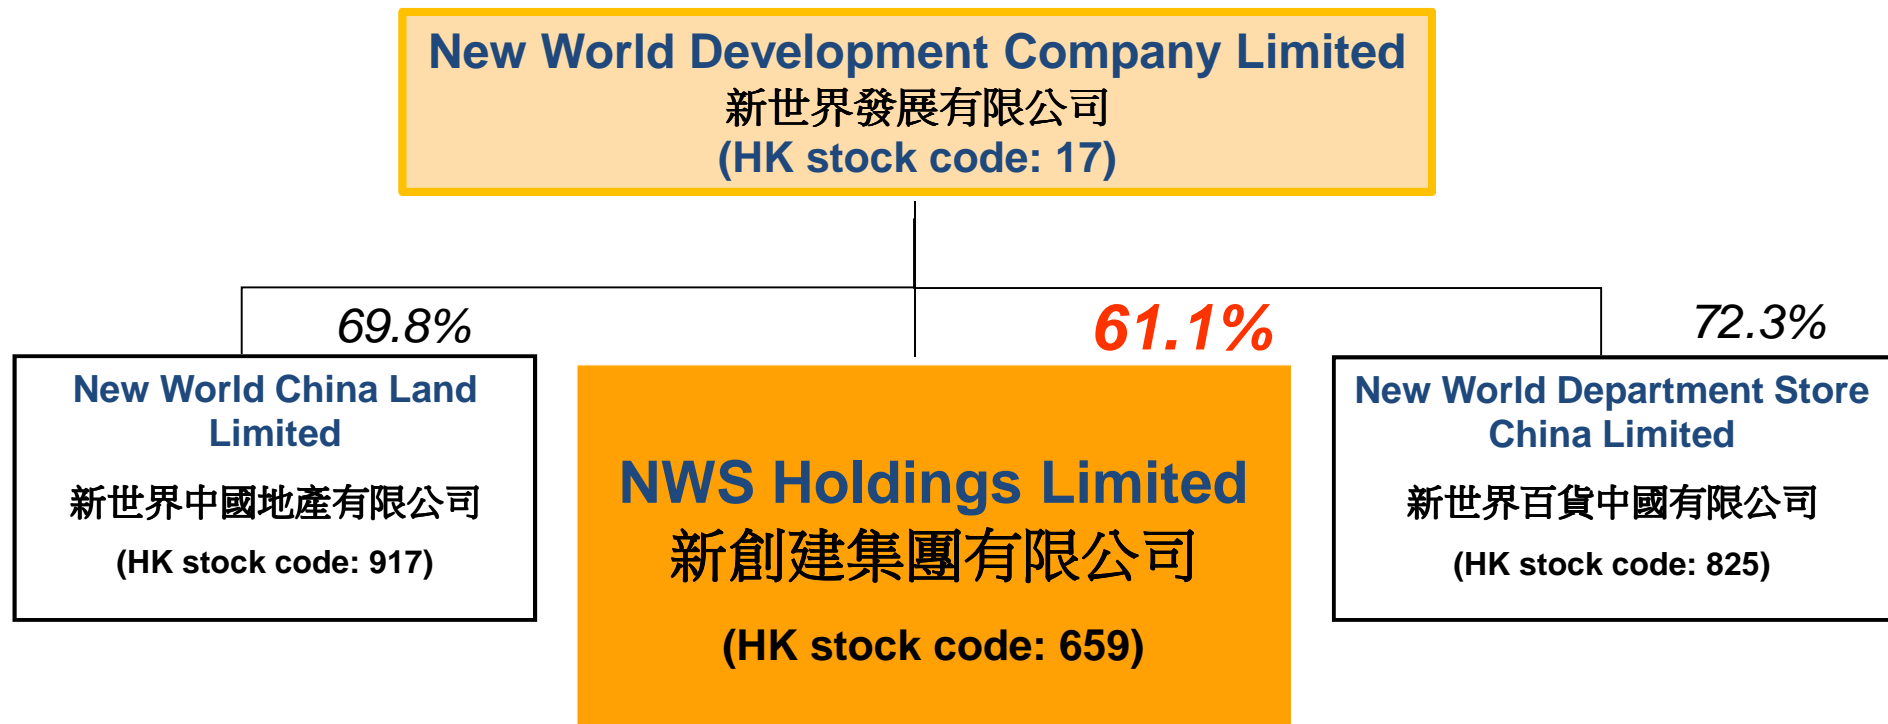 New World Development Company Limited
新世界發展有限公司
(HK stock code: 17)
69.8%
61.1%
72.3%
New World China Land
Limited
新世界中國地產有限公司
(HK stock code: 917)
NWS Holdings Limited
新創建集團有限公司
(HK stock code: 659)
New World Department Store
China Limited
新世界百貨中國有限公司
(HK stock code: 825)